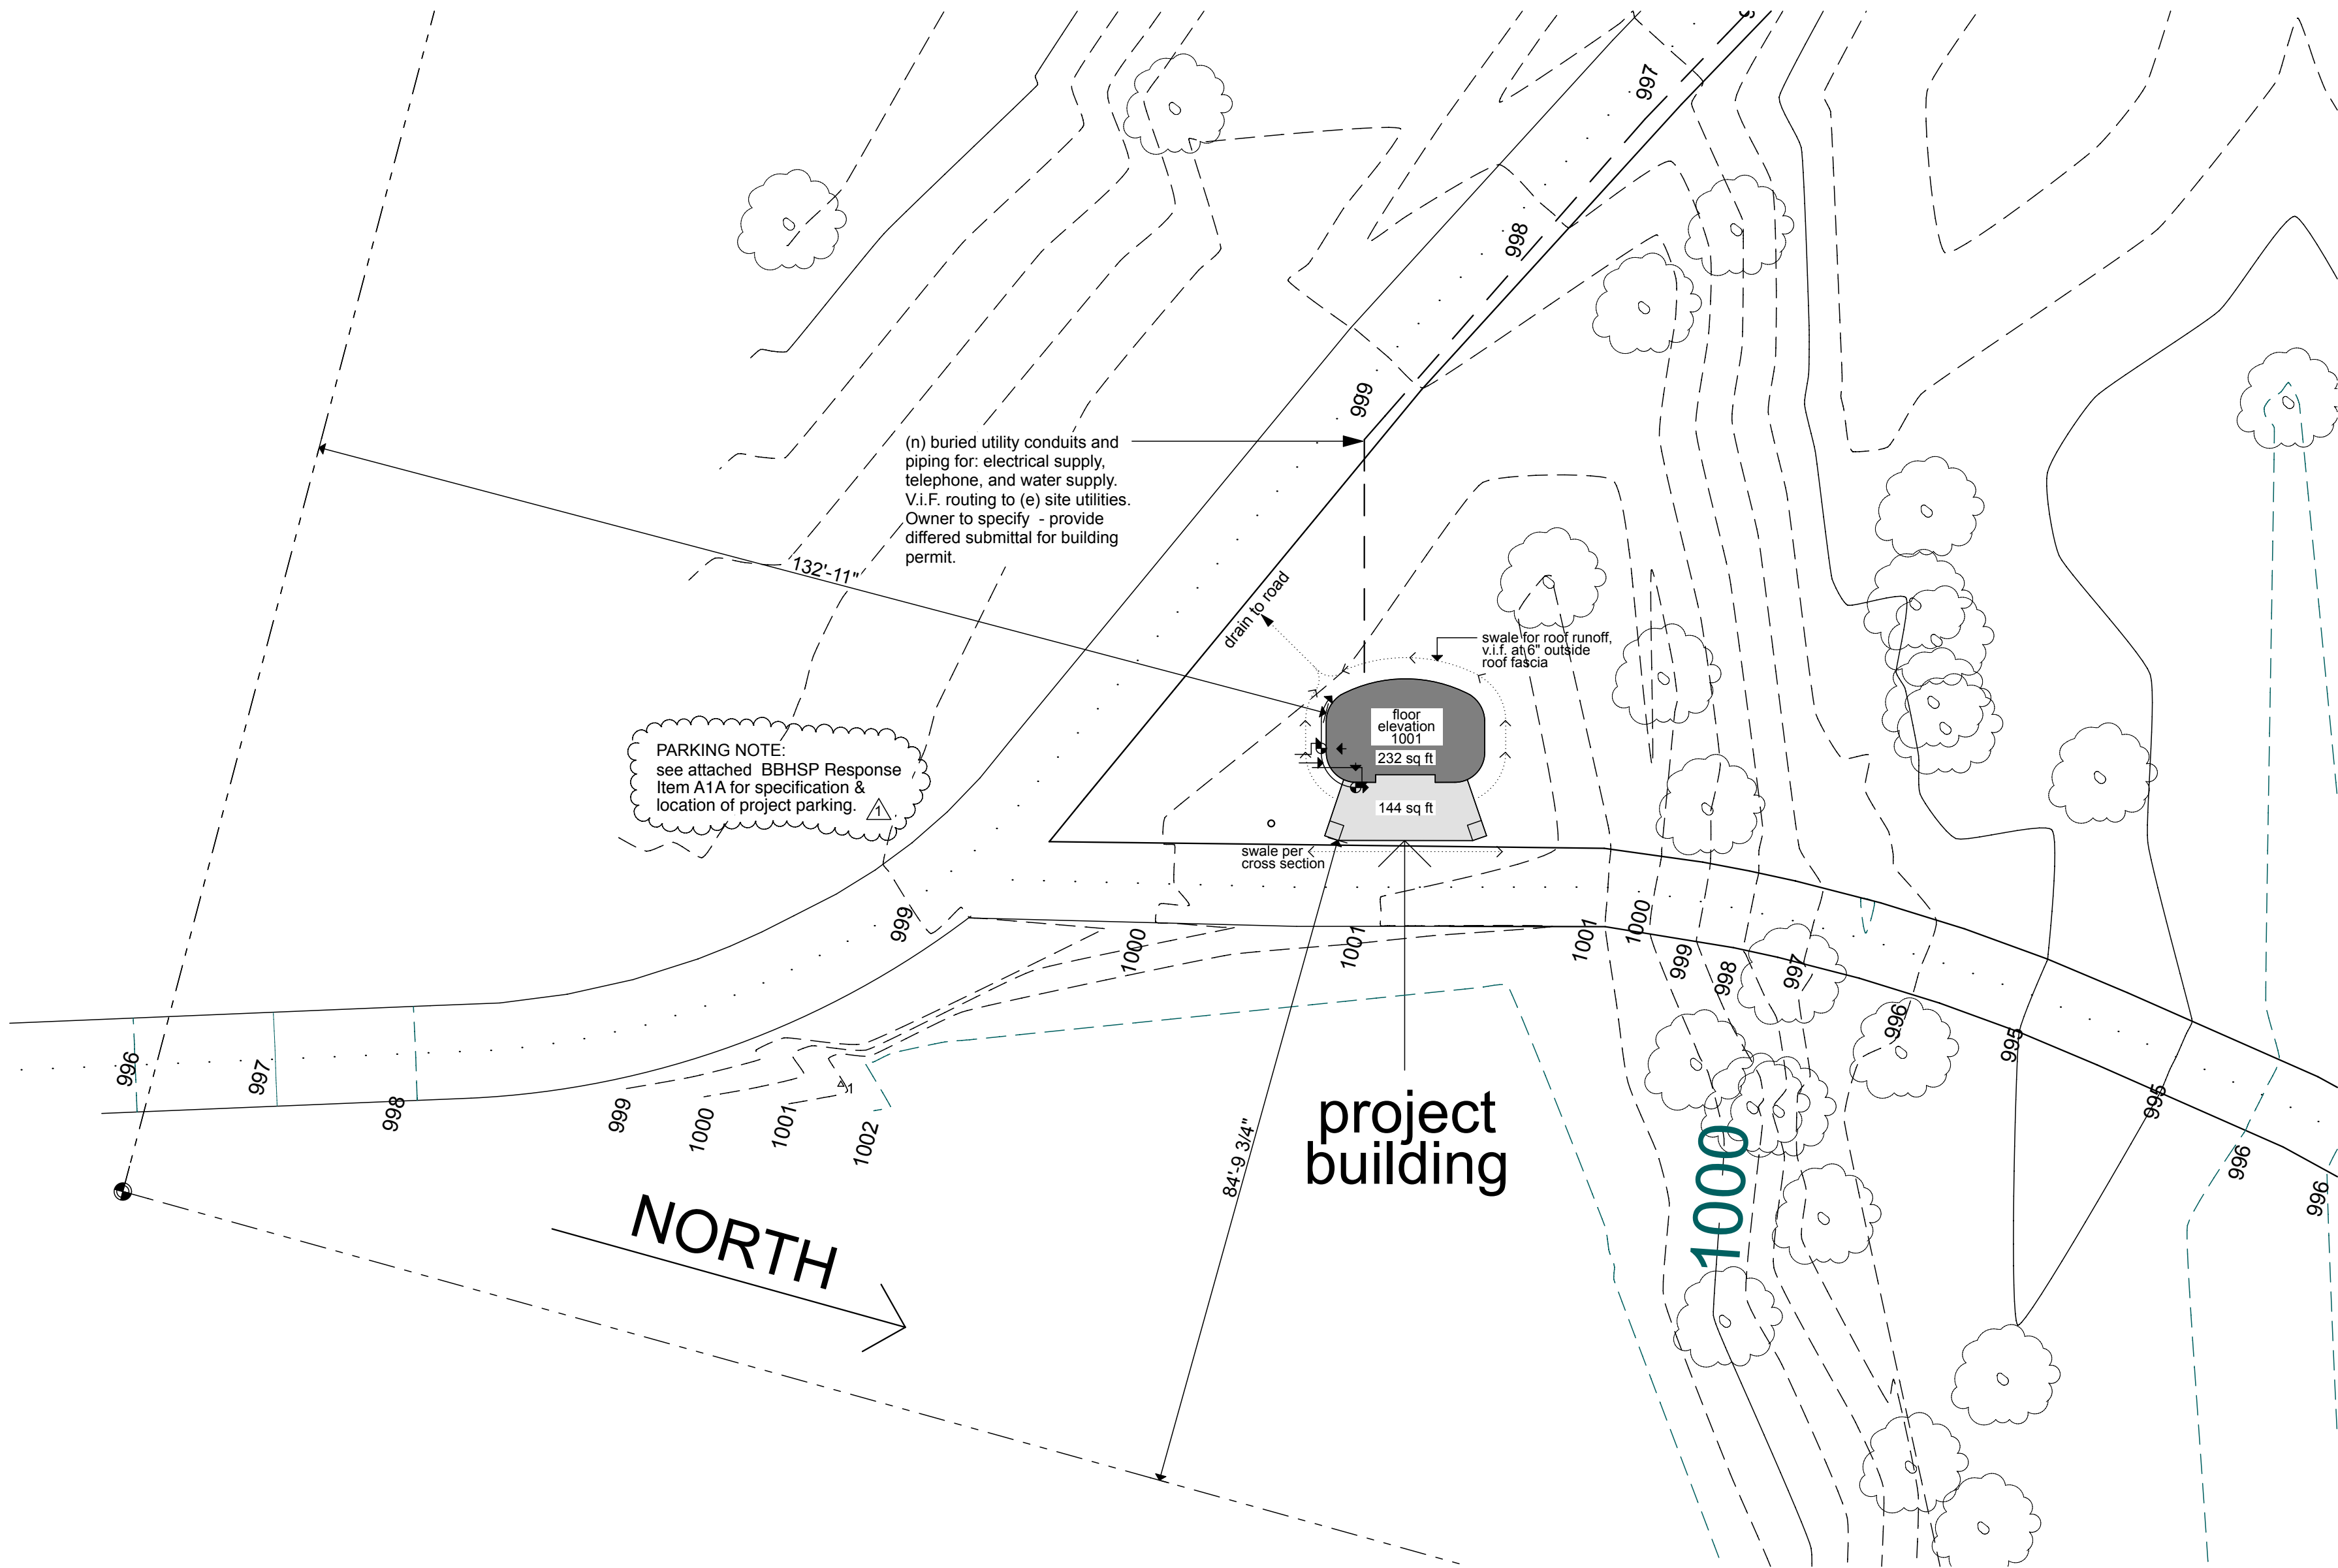 997
998
999
(n) buried utility conduits and
piping for: electrical supply,
telephone, and water supply.
V.i.F. routing to (e) site utilities.
Owner to specify - provide
differed submittal for building
permit.
132'-11"
drain to road
swale for roof runoff,
v.i.f. at 6" outside
roof fascia
floor
elevation
1001
232 sq ft
144 sq ft
PARKING NOTE:
see attached BBHSP Response
Item A1A for specification &
location of project parking.
1
swale per
cross section
999
1000
1001
1001
1000
999
998
997
996
995
995
996
996
996
997
998
999
1000
1001
1002
1
project
building
84'-9 3/4"
1000
NORTH